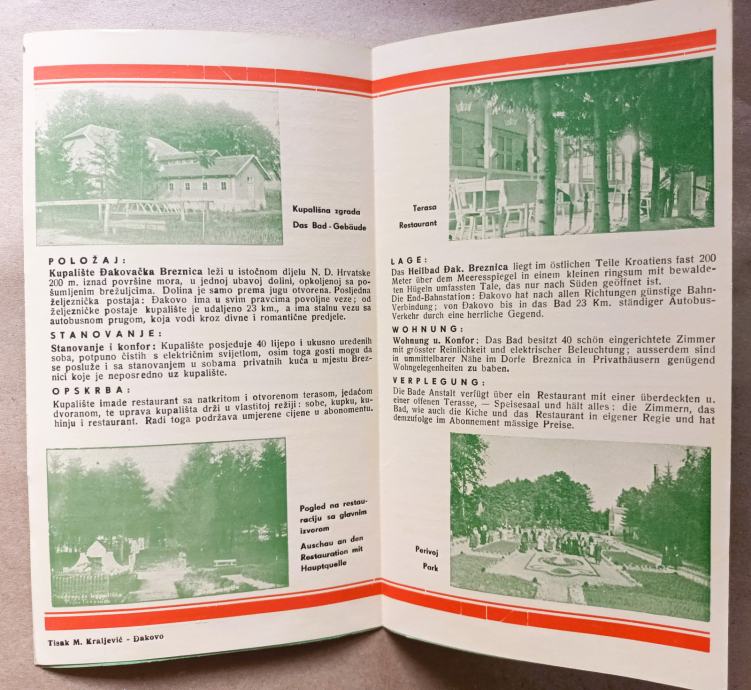 Kupališna zgrada
Das Bad - Gebäude
POLOŽAJ:
Kupalište Đakovačka Breznica leži u istočnom dijelu N. D. Hrvatske
200 m. iznad površine mora, u jednoj ubavoj dolini, opkoljenoj sa po-
šumljenim brežuljcima. Dolina je samo prema jugu otvorena. Posljednja
željeznička postaja: Đakovo ima u svim pravcima povoljne veze; od
željezničke postaje kupalište je udaljeno 23 km., a ima stalnu vezu sa
autobusnom prugom, koja vodi kroz divne i romantične predjele.
STANOVANJE:
Stanovanje i konfor: Kupalište posjeduje 40 lijepo i ukusno uređenih
soba, potpuno čistih s električnim svijetlom, osim toga gosti mogu da
se posluže i sa stanovanjem u sobama privatnih kuća u mjestu Brez-
nici koje je neposredno uz kupalište.
OPSKRBA:
Kupalište imade restauran sa natkritom i otvorenom terasom, jedaćom
dvoranom, te uprava kupališta drži u vlastitoj režiji: sobe, kupku, ku-
hinju i restaurant. Radi toga podržava umjerene cijene u abonomentu.
Pogled na restau-
raciju sa glavnim
izvorom
Auschau an den
Restauration mit
Hauptquelle
Tisak M. Kraljević - Đakovo
Terasa
Restaurant
LAGE:
Das Heilbad Đak. Breznica liegt im östlichen Teile Kroatiens fast 200
Meter über dem Meeresspiegel in einem kleinen ringsum mit bewalde-
ten Hügeln umfassten Tale, das nur nach Süden geöffnet ist.
Die End-Bahnstation: Đakovo hat nach allen Richtungen günstige Bahn-
Verbindung; von Đakovo bis in das Bad 23 Km. ständiger Autobus-
Verkehr durch eine herrliche Gegend.
WOHNUNG:
Wohnung u. Konfor: Das Bad besitzt 40 schön eingerichtete Zimmer
mit grösster Reinlichkeit und elektrischer Beleuchtung; ausserdem sind
in unmittelbarer Nähe im Dorfe Breznica in Privathäusern genügend
Wohngelegenheiten zu baben.
VERPLEGUNG:
Die Bade Anstalt verfügt über ein Restaurant mit einer überdeckten u.
einer offenen Terasse, — Speisesaal und hält alles: die Zimmern, das
Bad, wie auch die Kiche und das Restaurant in eigener Regie und hat
demzufolge im Abonnement mässige Preise.
Perivoj
Park